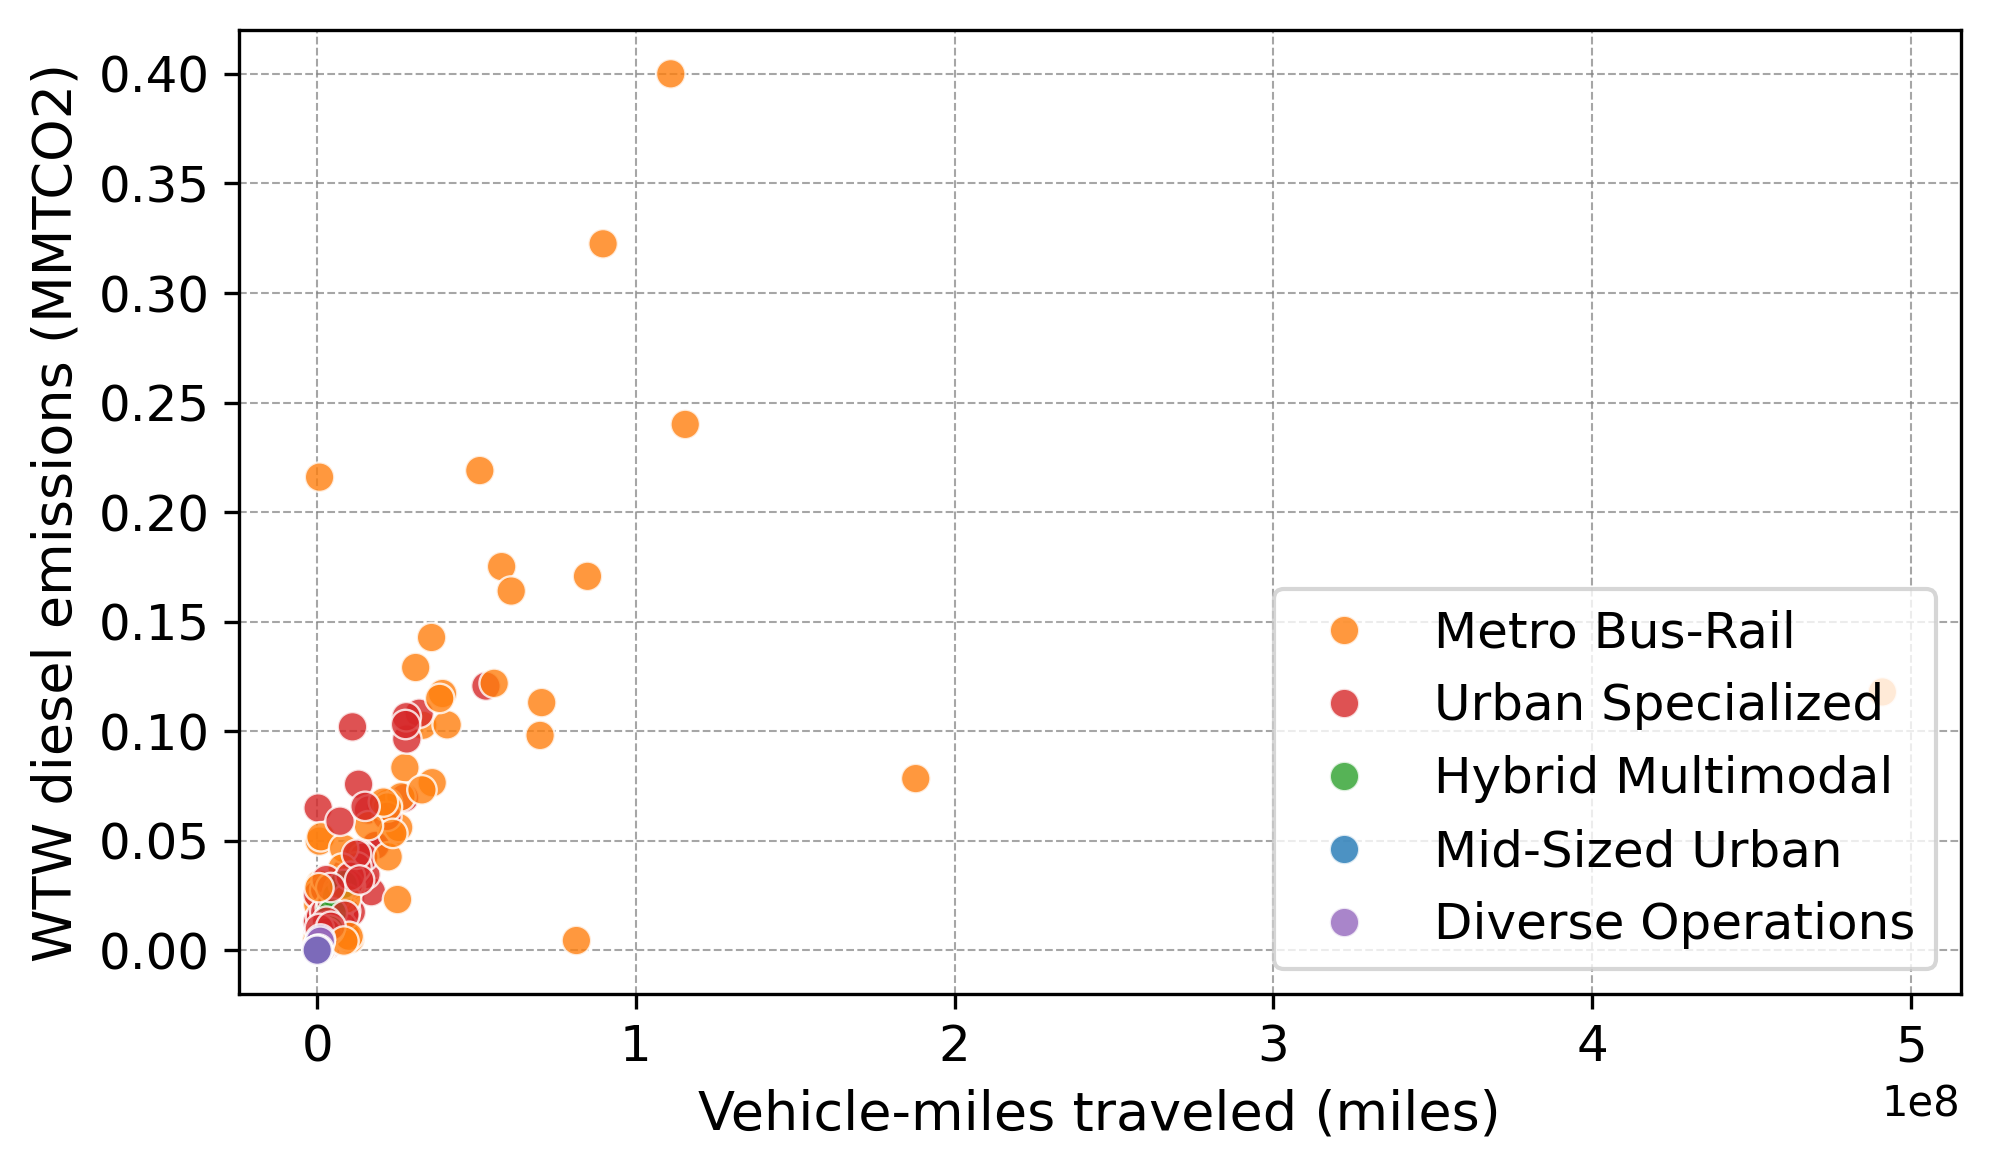 WTW diesel emissions (MMTCO2)
0.40
0.35
0.30
0.25
0.20
0.15
0.10
0.05
0.00
Metro Bus-Rail
Urban Specialized
Hybrid Multimodal
Mid-Sized Urban
Diverse Operations
0 1 2 3 4 5
1e8
Vehicle-miles traveled (miles)